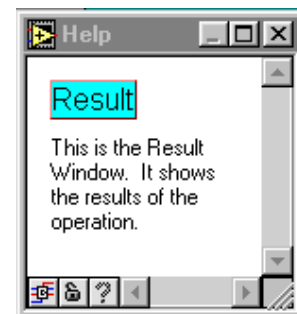 Help
Result
This is the Result
Window. It shows
the results of the
operation.
?